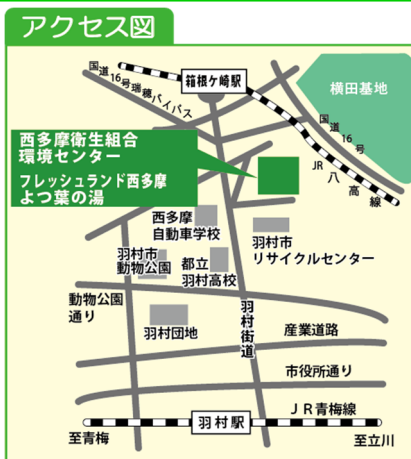 アクセス図
国道16号瑞穂バイパス
箱根ケ崎駅
横田基地
国道16号
JR八高線
西多摩衛生組合
環境センター
フレッシュランド西多摩
よつ葉の湯
西多摩
自動車学校
羽村市
リサイクルセンター
羽村市
動物公園
都立
羽村高校
動物公園
通り
羽村団地
羽村街道
産業道路
市役所通り
JR青梅線
羽村駅
至青梅
至立川